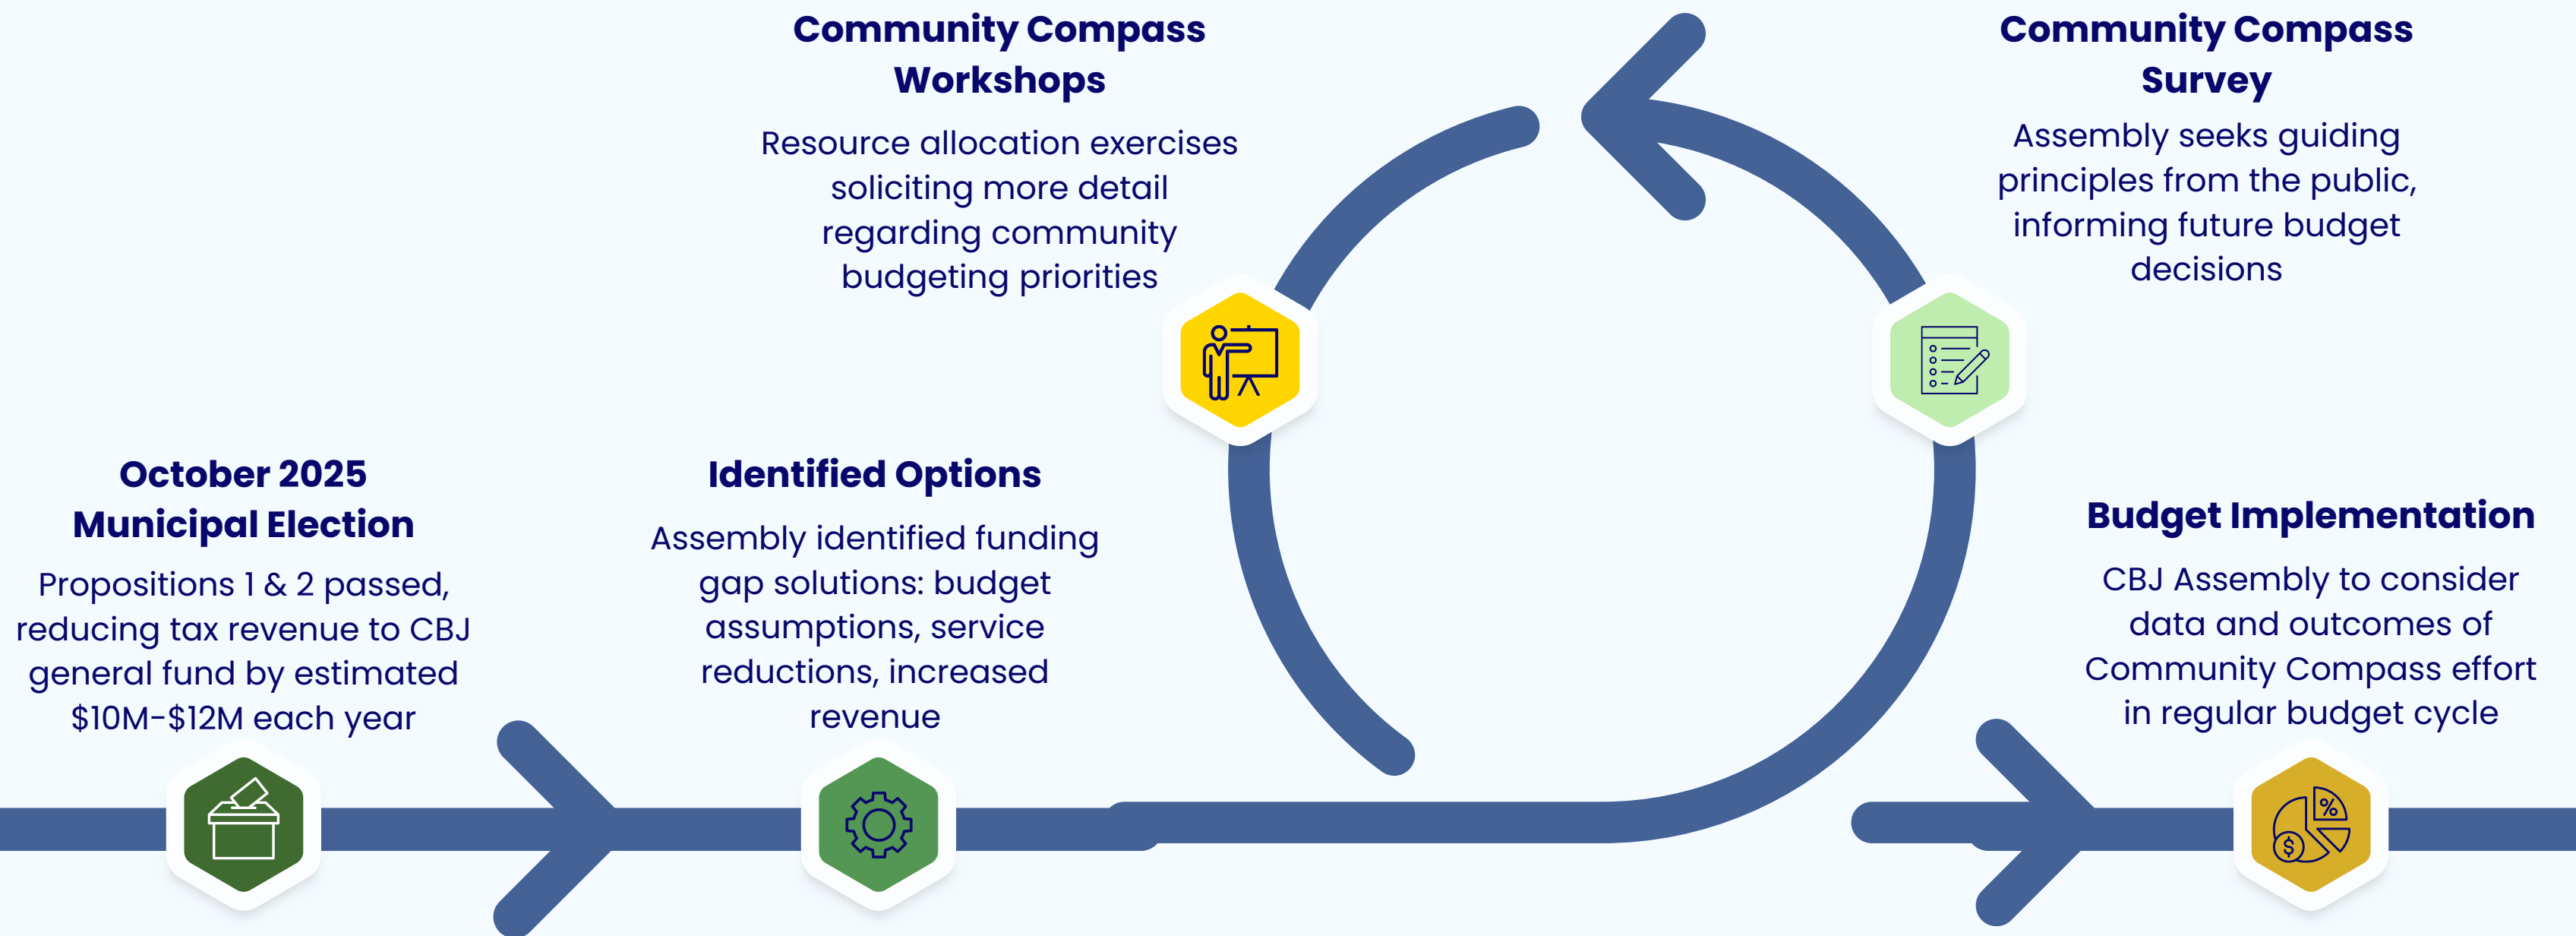 October 2025
Municipal Election
Propositions 1 & 2 passed,
reducing tax revenue to CBJ
general fund by estimated
$10M-$12M each year
Identified Options
Assembly identified funding
gap solutions: budget
assumptions, service
reductions, increased
revenue
Community Compass
Survey
Assembly seeks guiding
principles from the public,
informing future budget
decisions
Community Compass
Workshops
Resource allocation exercises
soliciting more detail
regarding community
budgeting priorities
Budget Implementation
CBJ Assembly to consider
data and outcomes of
Community Compass effort
in regular budget cycle
%
$